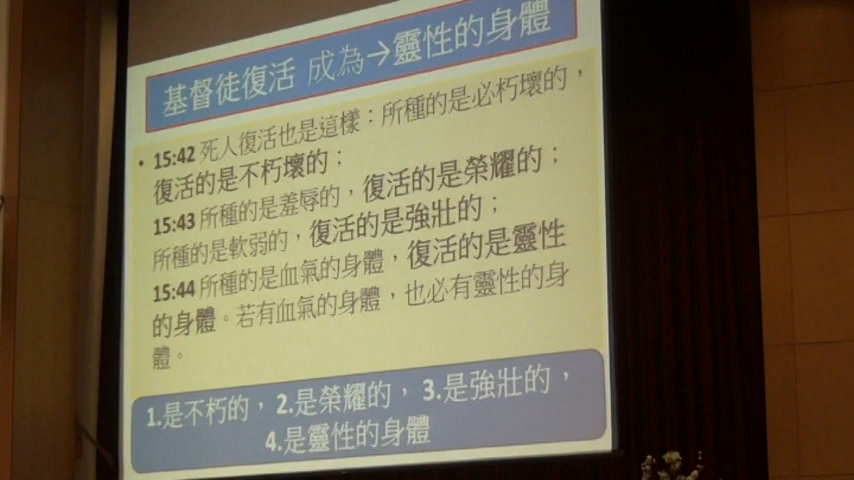 基督徒復活 成為→靈性的身體
• 15:42 死人復活也是這樣：所種的是必朽壞的，
復活的是不朽壞的；
15:43 所種的是羞辱的，復活的是榮耀的；
所種的是軟弱的，復活的是強壯的；
15:44 所種的是血氣的身體，復活的是靈性
的身體。若有血氣的身體，也必有靈性的身
體。
1.是不朽的，2.是榮耀的，3.是強壯的，
4.是靈性的身體